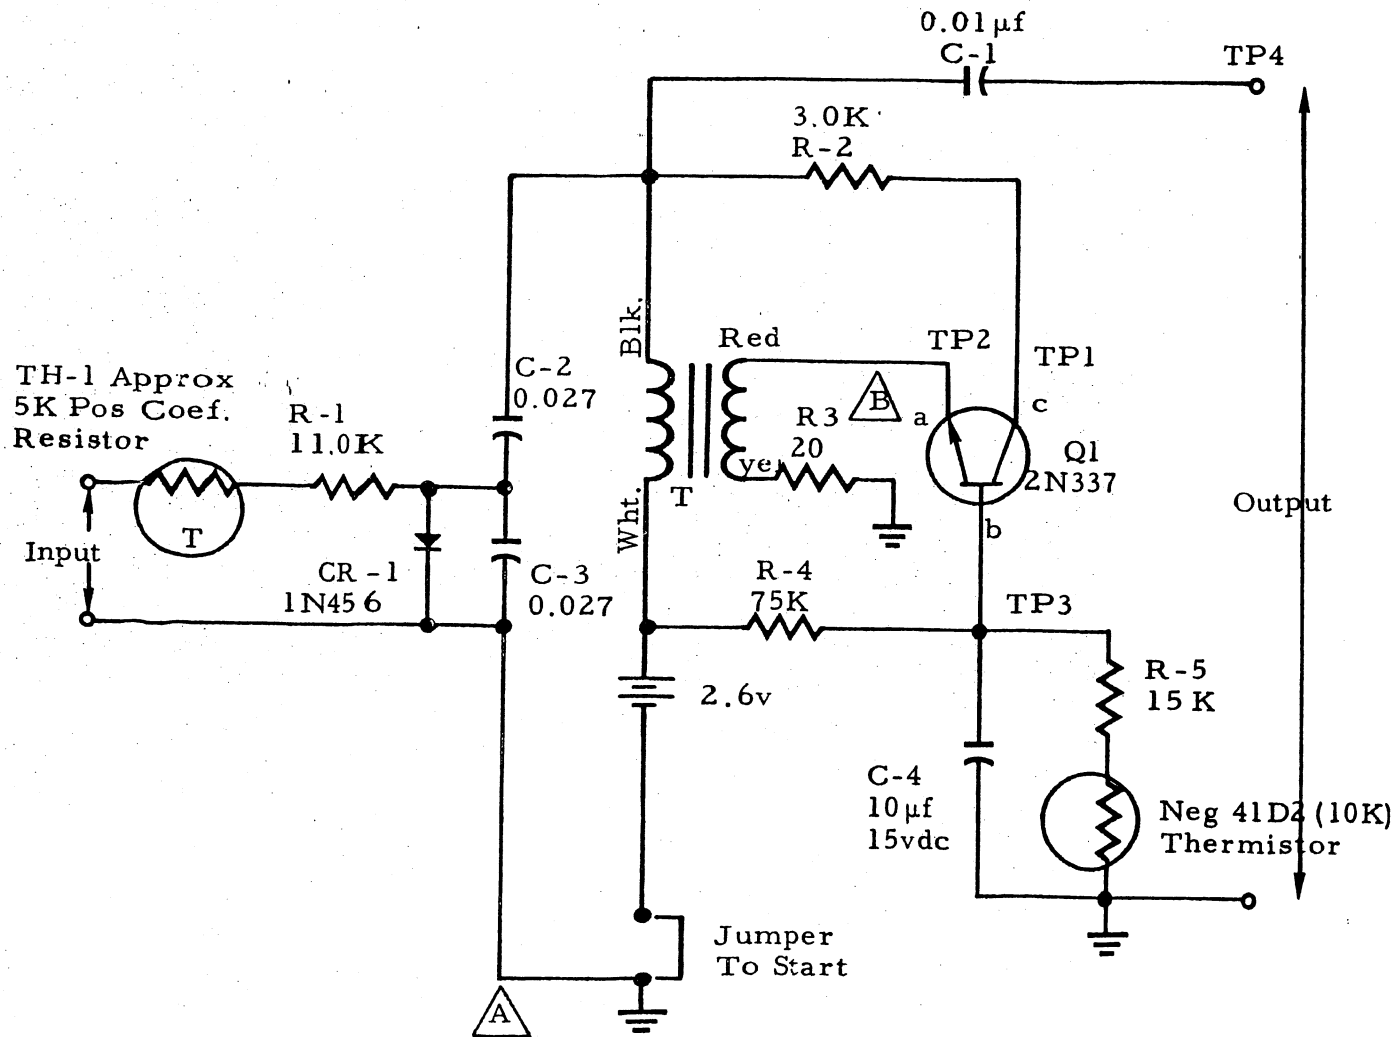 0.01µf
C-1
TP4
3.0K
R-2
Blk.
Red
TP2
TP1
TH-1 Approx
5K Pos Coef.
Resistor
C-2
0.027
R-1
11.0K
B
R3
20
a
c
Q1
2N337
ye.
T
T
Wht.
Output
Input
b
CR-1
1N456
C-3
0.027
R-4
75K
TP3
R-5
15K
2.6v
C-4
10µf
15vdc
Neg 41D2 (10K)
Thermistor
Jumper
To Start
A